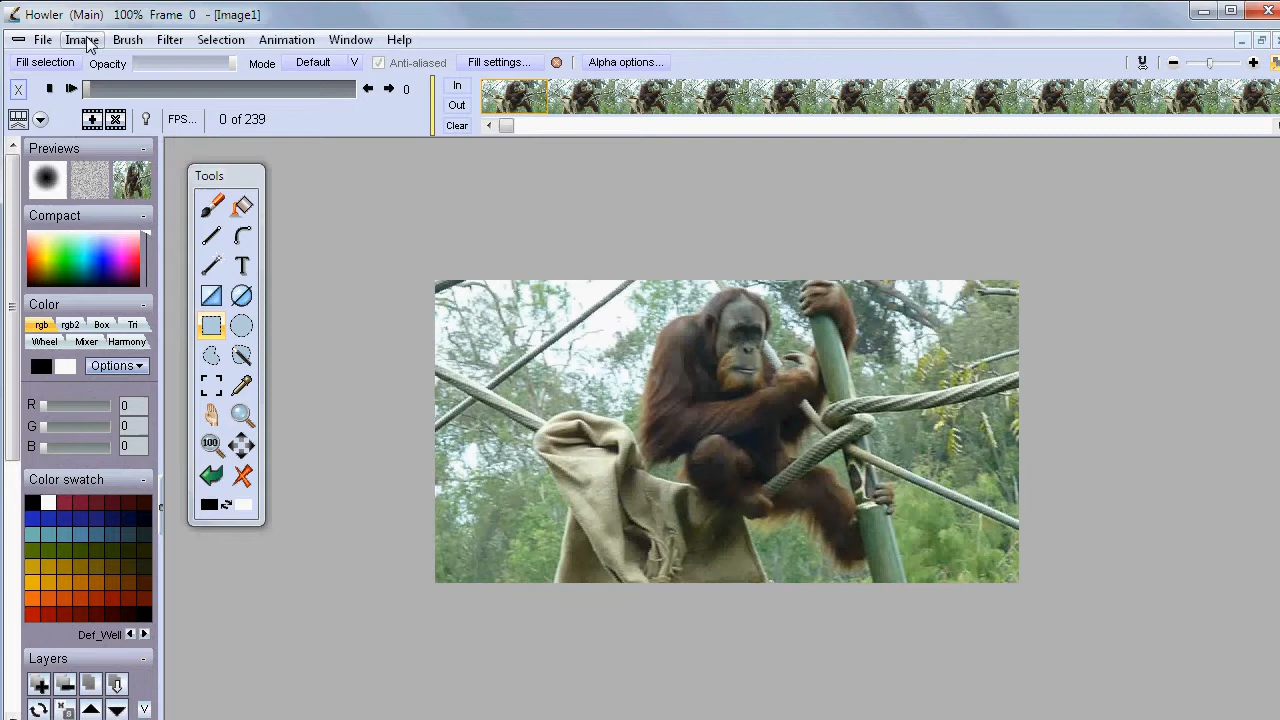 Howler (Main) 100% Frame 0 - [Image1]
File Image Brush Filter Selection Animation Window Help
Fill selection Opacity Mode Default V Anti-aliased Fill settings... Alpha options...
X 0 In
Out
FPS... 0 of 239 Clear
Previews -
Tools
Compact -
T
Color -
rgb rgb2 Box Tri
Wheel Mixer Harmony
Options
R 0
G 0
B 0
100
Color swatch -
Def_Well
Layers -
V